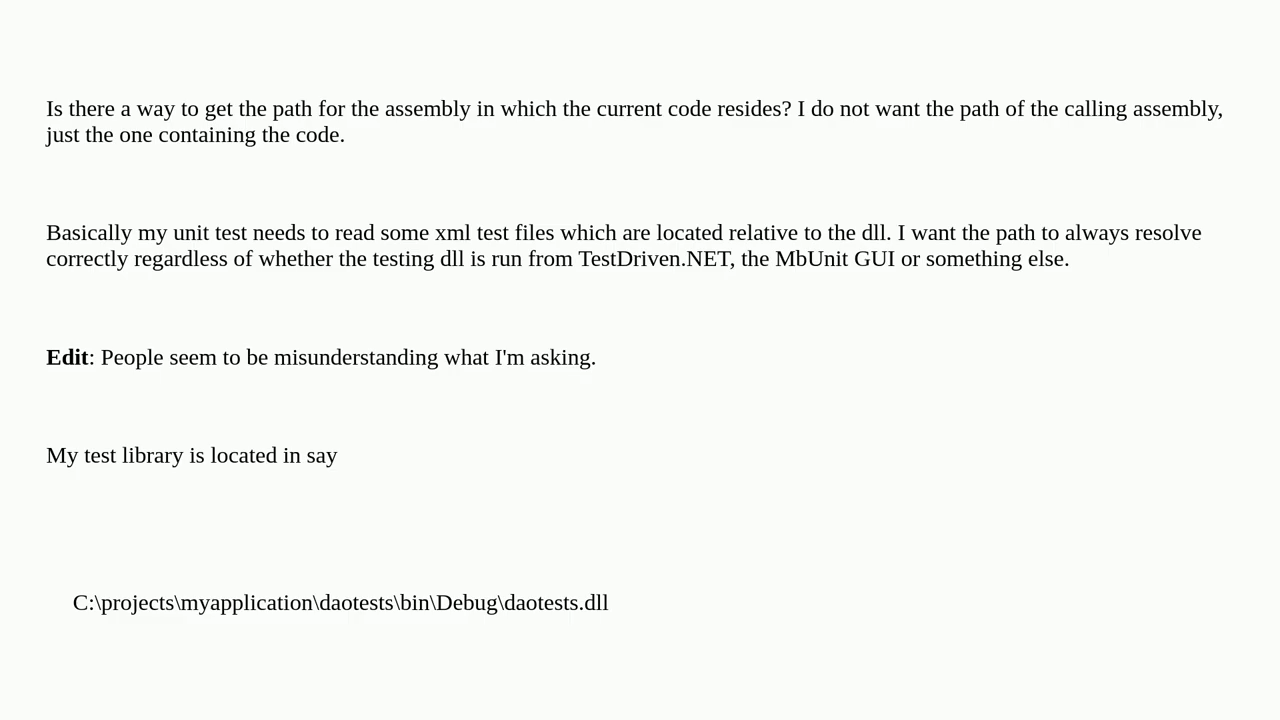 Is there a way to get the path for the assembly in which the current code resides? I do not want the path of the calling assembly,
just the one containing the code.
Basically my unit test needs to read some xml test files which are located relative to the dll. I want the path to always resolve
correctly regardless of whether the testing dll is run from TestDriven.NET, the MbUnit GUI or something else.
Edit: People seem to be misunderstanding what I'm asking.
My test library is located in say
C:\projects\myapplication\daotests\bin\Debug\daotests.dll